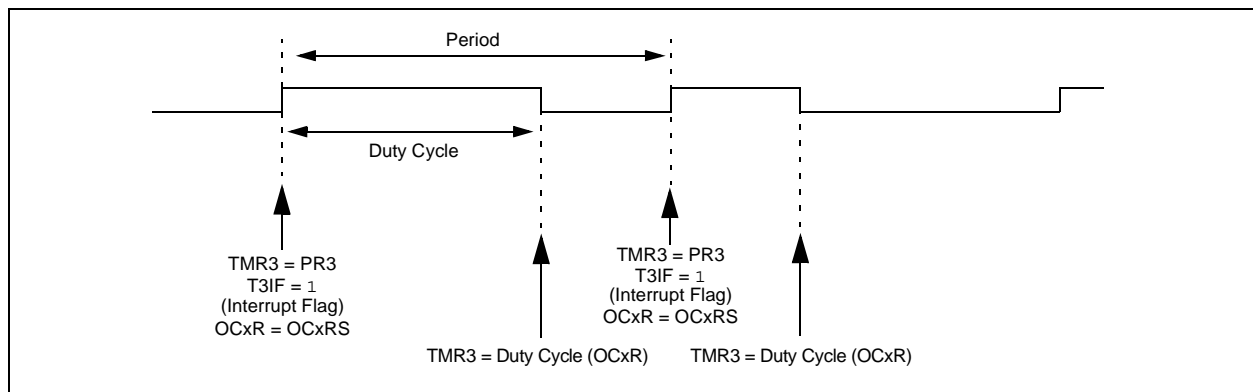 Period
Duty Cycle
TMR3 = PR3
T3IF = 1
(Interrupt Flag)
OCxR = OCxRS
TMR3 = Duty Cycle (OCxR)
TMR3 = PR3
T3IF = 1
(Interrupt Flag)
OCxR = OCxRS
TMR3 = Duty Cycle (OCxR)